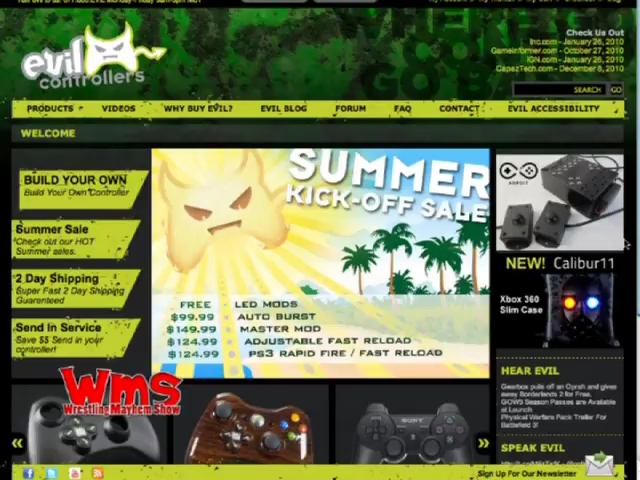 evil
controllers
Check Us Out
Inc.com - January 26, 2010
GameInformer.com - October 27, 2010
IGN.com - January 26, 2010
GapazTech.com - December 8, 2010
SEARCH GO
PRODUCTS
VIDEOS
WHY BUY EVIL?
EVIL BLOG
FORUM
FAQ
CONTACT
EVIL ACCESSIBILITY
WELCOME
BUILD YOUR OWN
Build Your Own Controller
Summer Sale
Check out our HOT
Summer sales.
2 Day Shipping
Super Fast 2 Day Shipping
Guaranteed
Send In Service
Save $$ Send in your
controller!
SUMMER
KICK-OFF SALE
FREE - LED MODS
$99.99 - AUTO BURST
$149.99 - MASTER MOD
$124.99 - ADJUSTABLE FAST RELOAD
$124.99 - PS3 RAPID FIRE / FAST RELOAD
ADROIT
NEW! Calibur11
Xbox 360
Slim Case
HEAR EVIL
Gearbox pulls off an Oprah and gives
away Borderlands 2 for Free.
GOW3 Season Passes are Available
at Launch
Physical Warfare Pack Trailer For
Battlefield 3!
SPEAK EVIL
WMS
Wrestling Mayhem Show
SONY
Sign Up For Our Newsletter